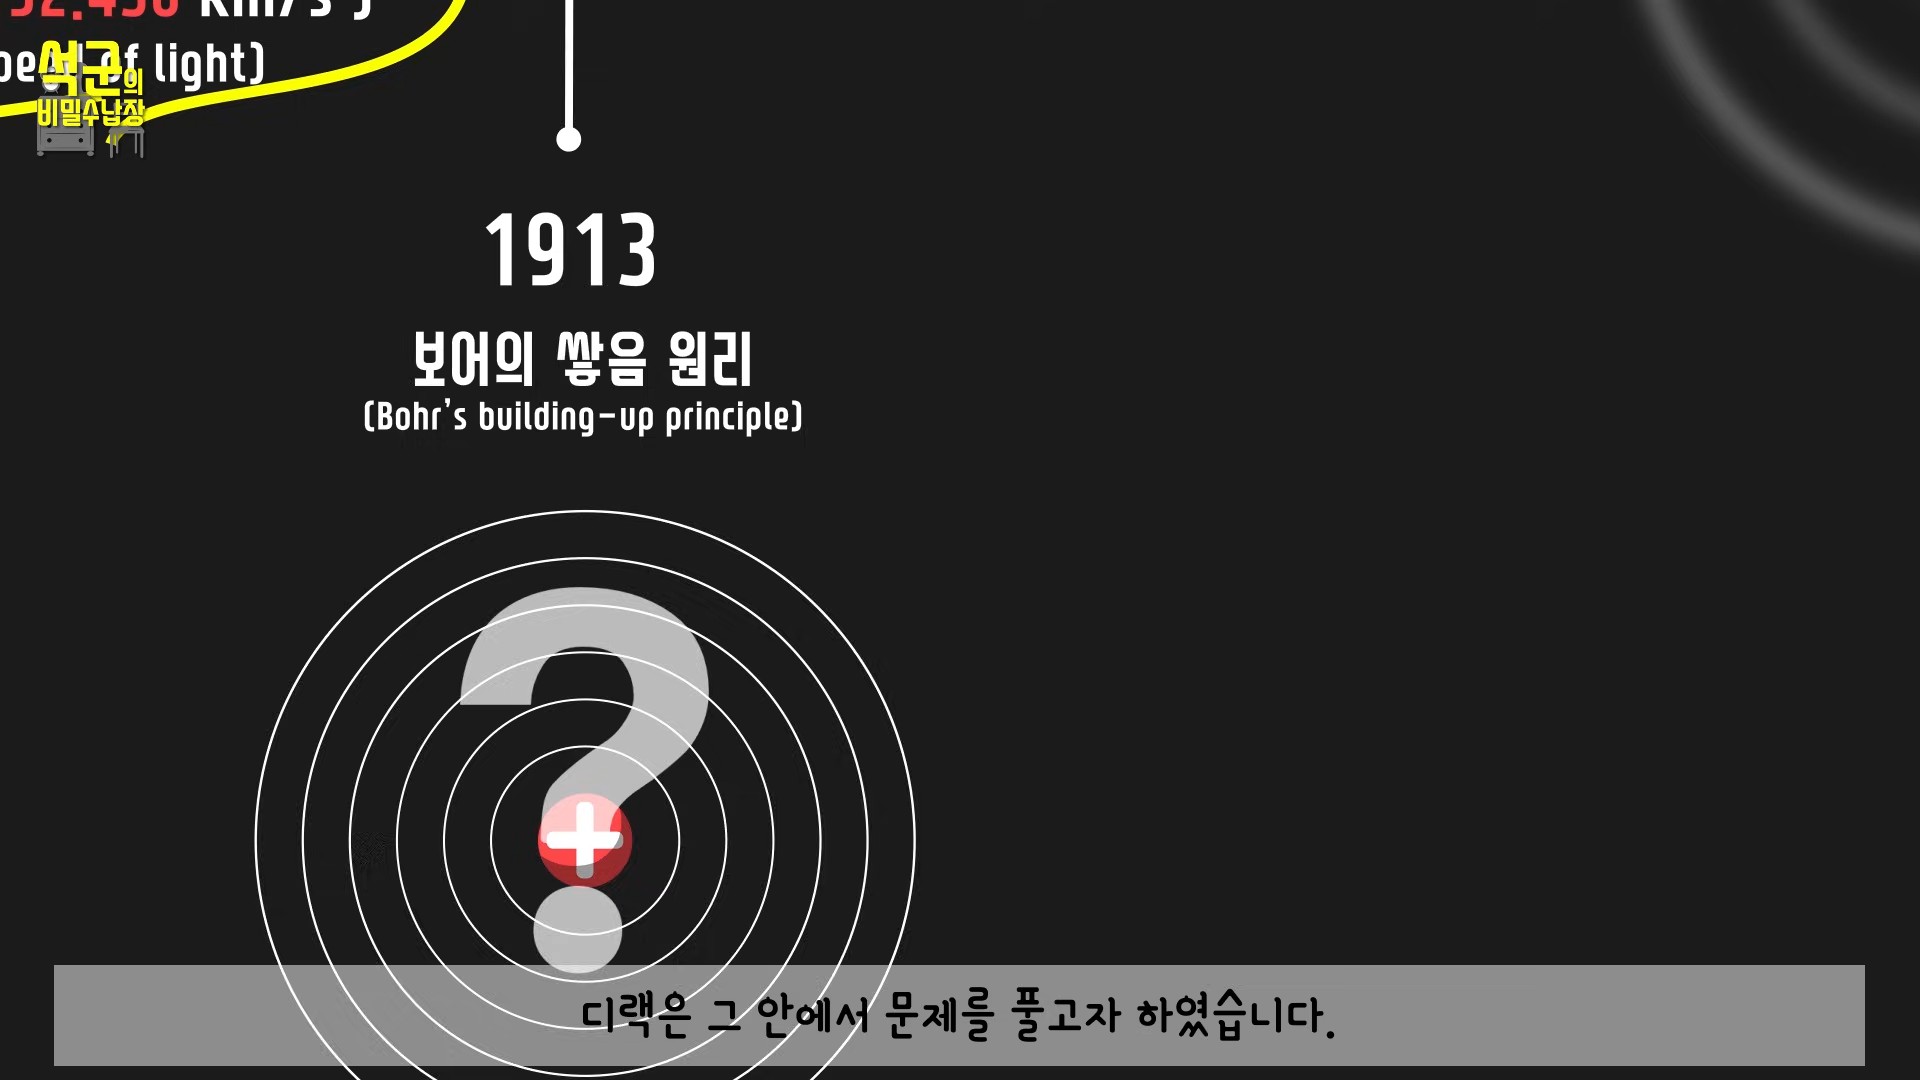 km/s )
of light)
석군의
비밀수납장
1913
보어의 쌓음 원리
(Bohr's building-up principle)
디랙은 그 안에서 문제를 풀고자 하였습니다.